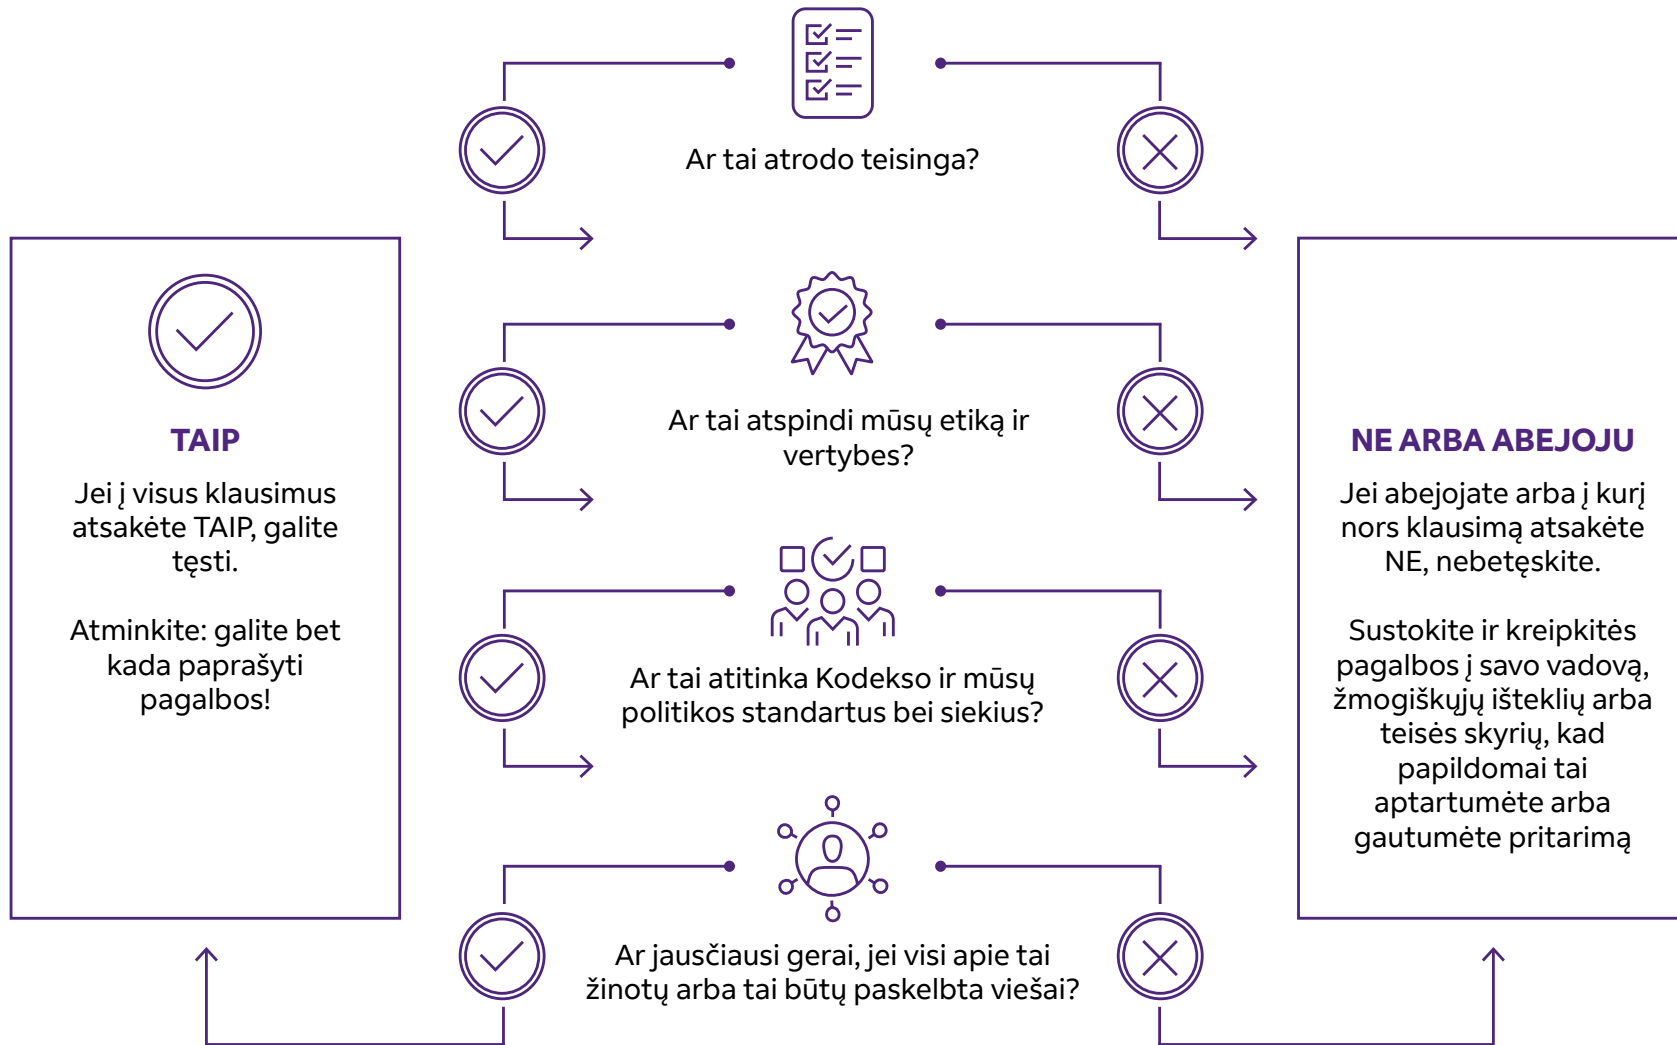 Ar tai atrodo teisinga?
TAIP
Jei į visus klausimus
atsakėte TAIP, galite
tęsti.
Atminkite: galite bet
kada paprašyti
pagalbos!
Ar tai atspindi mūsų etiką ir
vertybes?
Ar tai atitinka Kodekso ir mūsų
politikos standartus bei siekius?
Ar jausčiausi gerai, jei visi apie tai
žinotų arba tai būtų paskelbta viešai?
NE ARBA ABEJOJU
Jei abejojate arba į kurį
nors klausimą atsakėte
NE, nebetęskite.
Sustokite ir kreipkitės
pagalbos į savo vadovą,
žmogiškųjų išteklių arba
teisės skyrių, kad
papildomai tai
aptartumėte arba
gautumėte pritarimą